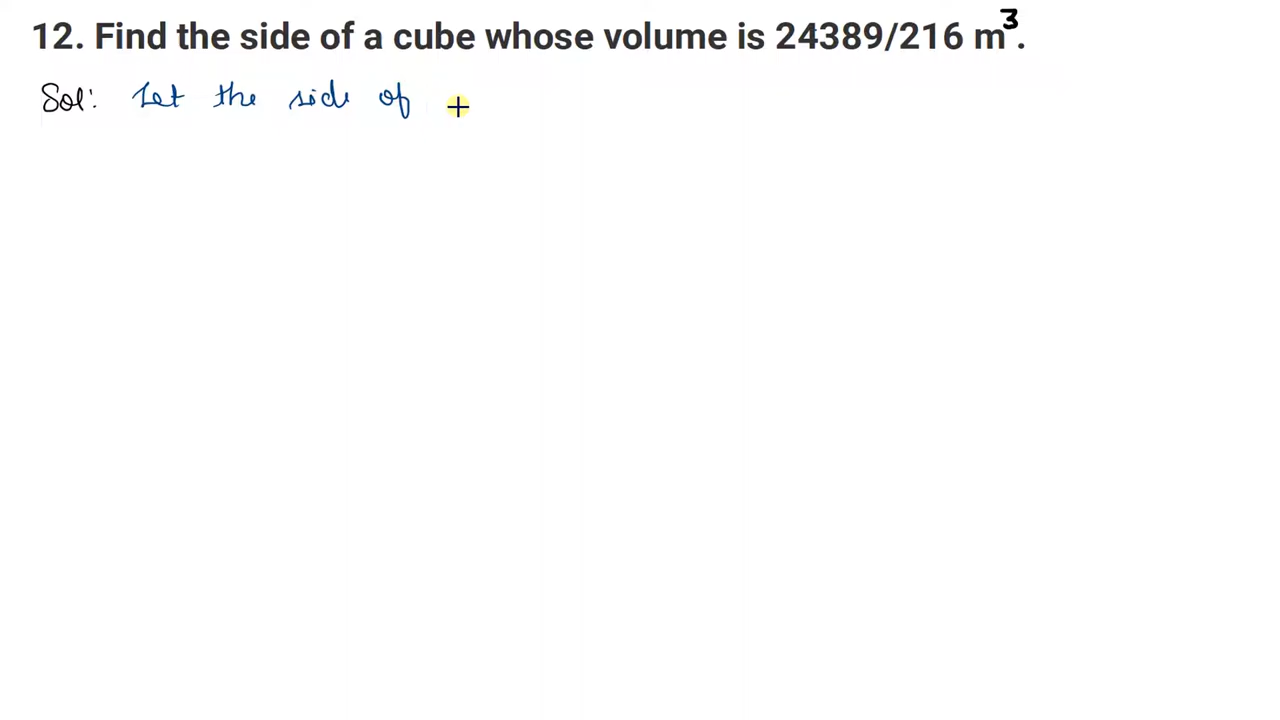 12. Find the side of a cube whose volume is 24389/216 m³.
Sol: Let the side of